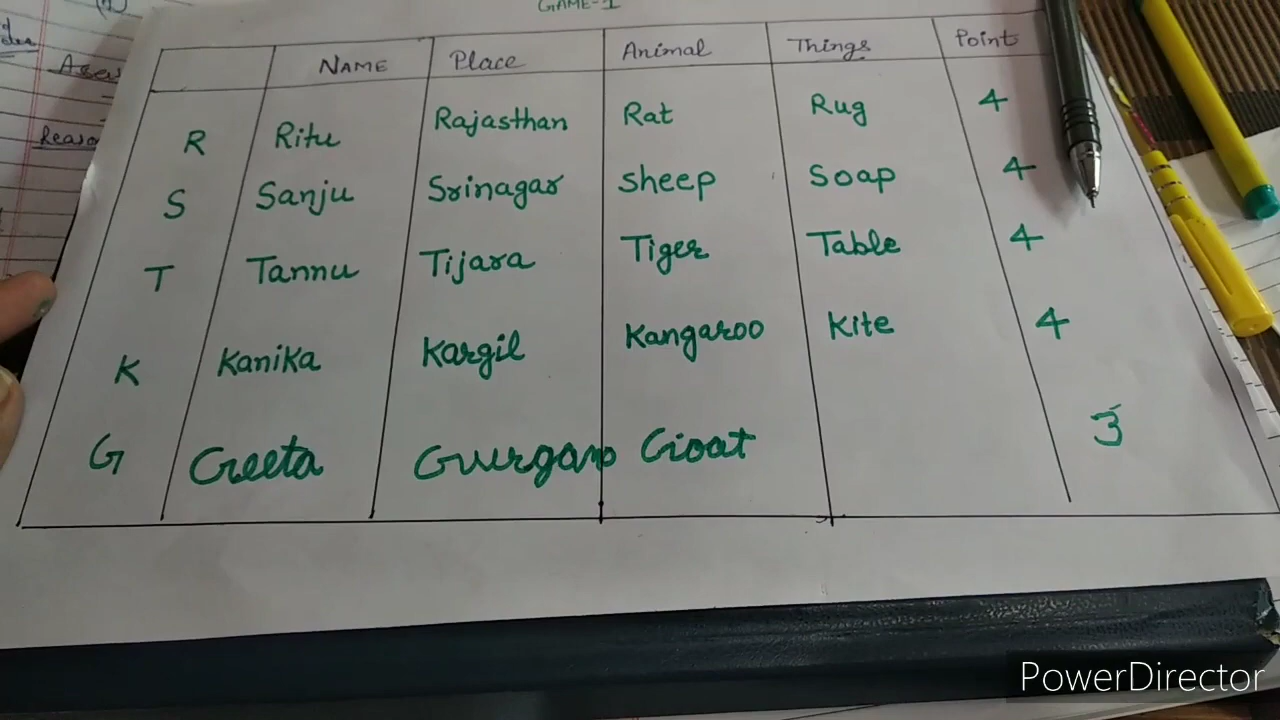 GAME-1
NAME Place Animal Things Point
R Ritu Rajasthan Rat Rug 4
S Sanju Srinagar Sheep Soap 4
T Tannu Tijara Tiger Table 4
K Kanika Kargil Kangaroo Kite 4
G Geeta Gurgano Goat 3
PowerDirector